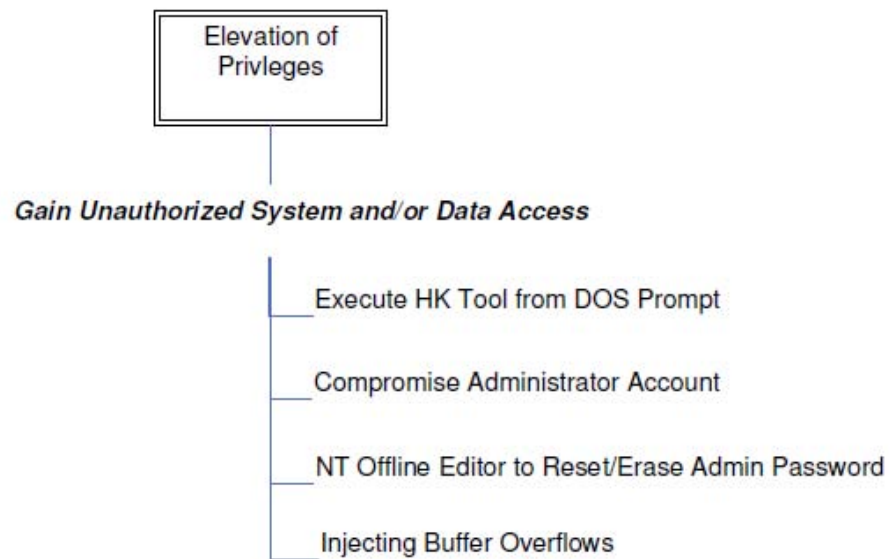 Elevation of
Privleges
Gain Unauthorized System and/or Data Access
Execute HK Tool from DOS Prompt
Compromise Administrator Account
NT Offline Editor to Reset/Erase Admin Password
Injecting Buffer Overflows